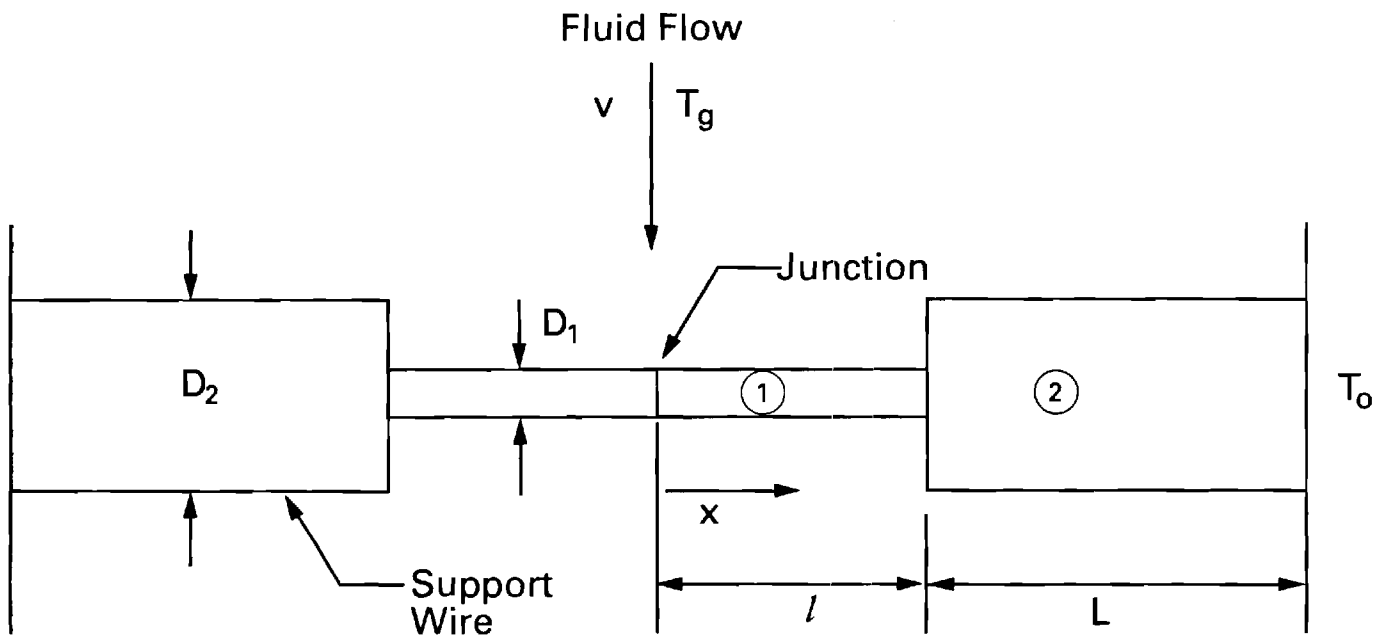 Fluid Flow
v
T_g
Junction
D_1
D_2
1
2
T_o
x
Support
Wire
l
L